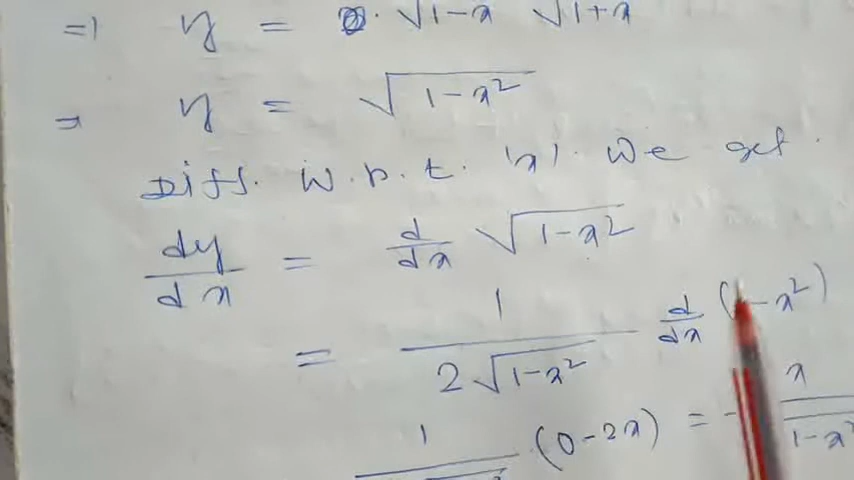 => y = √1-x √1+x
=> y = √1-x²
Diff. w.r.t. 'x' we get.
dy/dx = d/dx √1-x²
= 1/2√1-x² d/dx ( -x²)
1 (0-2x) = - x/1-x²